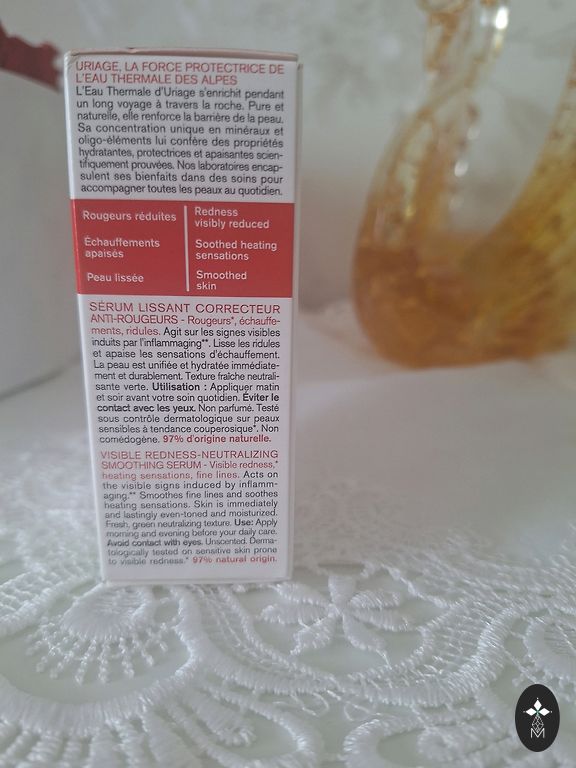 URIAGE, LA FORCE PROTECTRICE DE
L'EAU THERMALE DES ALPES
L'Eau Thermale d'Uriage s'enrichit pendant
un long voyage à travers la roche. Pure et
naturelle, elle renforce la barrière de la peau.
Sa concentration unique en minéraux et
oligo-éléments lui confère des propriétés
hydratantes, protectrices et apaisantes scien-
tifiquement prouvées. Nos laboratoires encap-
sulent ses bienfaits dans des soins pour
accompagner toutes les peaux au quotidien.
Rougeurs réduites
Échauffements
apaisés
Peau lissée
Redness
visibly reduced
Soothed heating
sensations
Smoothed
skin
SÉRUM LISSANT CORRECTEUR
ANTI-ROUGEURS - Rougeurs*, échauffe-
ments, ridules. Agit sur les signes visibles
induits par l'inflammaging**. Lisse les ridules
et apaise les sensations d'échauffement.
La peau est unifiée et hydratée immédiate-
ment et durablement. Texture fraîche neutrali-
sante verte. Utilisation : Appliquer matin
et soir avant votre soin quotidien. Éviter le
contact avec les yeux. Non parfumé. Testé
sous contrôle dermatologique sur peaux
sensibles à tendance couperosique*. Non
comédogène. 97% d'origine naturelle.
VISIBLE REDNESS-NEUTRALIZING
SMOOTHING SERUM - Visible redness,*
heating sensations, fine lines. Acts on
the visible signs induced by inflamm-
aging.** Smoothes fine lines and soothes
heating sensations. Skin is immediately
and lastingly even-toned and moisturized.
Fresh, green neutralizing texture. Use: Apply
morning and evening before your daily care.
Avoid contact with eyes. Unscented. Derma-
tologically tested on sensitive skin prone
to visible redness.* 97% natural origin.